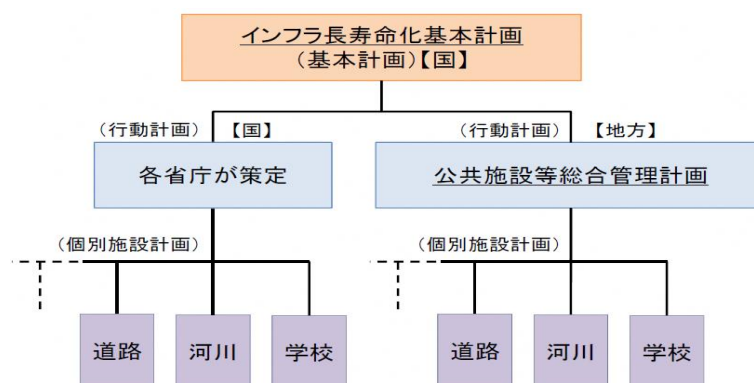 インフラ長寿命化基本計画
(基本計画)【国】
(行動計画) 【国】
(行動計画) 【地方】
各省庁が策定
公共施設等総合管理計画
(個別施設計画)
(個別施設計画)
道路
河川
学校
道路
河川
学校